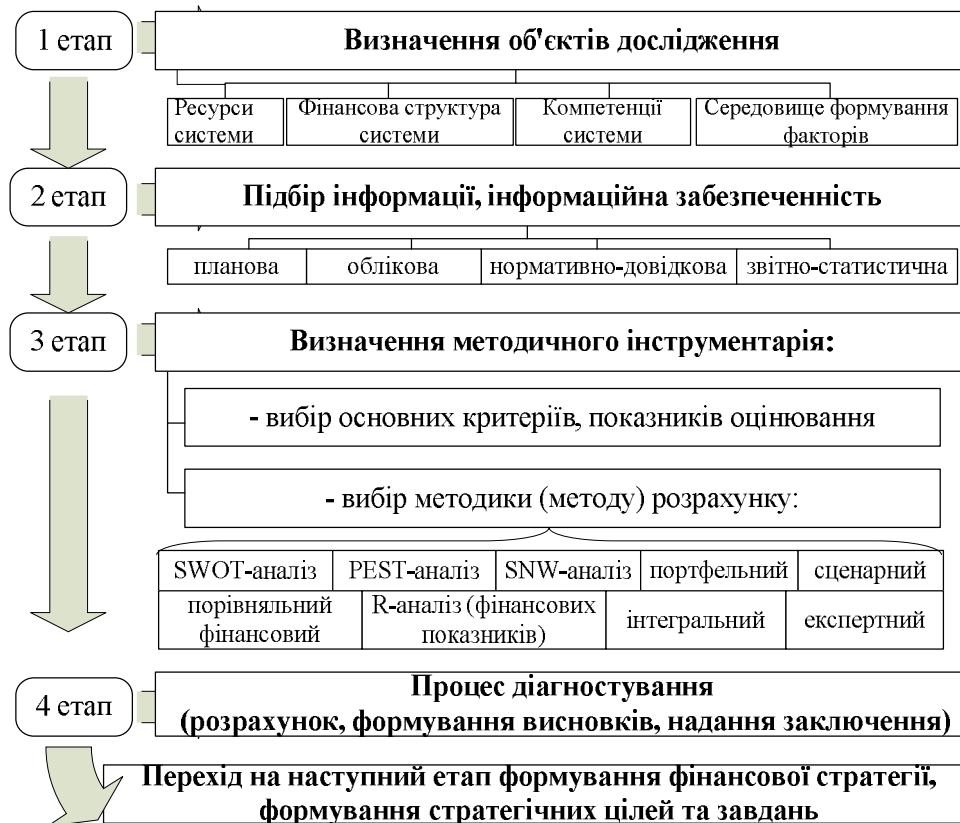 1 етап
Визначення об'єктів дослідження
Ресурси системи
Фінансова структура системи
Компетенції системи
Середовище формування факторів
2 етап
Підбір інформації, інформаційна забезпеченність
планова
облікова
нормативно-довідкова
звітно-статистична
3 етап
Визначення методичного інструментарія:
- вибір основних критеріїв, показників оцінювання
- вибір методики (методу) розрахунку:
SWOT-аналіз
PEST-аналіз
SNW-аналіз
портфельний
сценарний
порівняльний фінансовий
R-аналіз (фінансових показників)
інтегральний
експертний
4 етап
Процес діагностування
(розрахунок, формування висновків, надання заключення)
Перехід на наступний етап формування фінансової стратегії,
формування стратегічних цілей та завдань